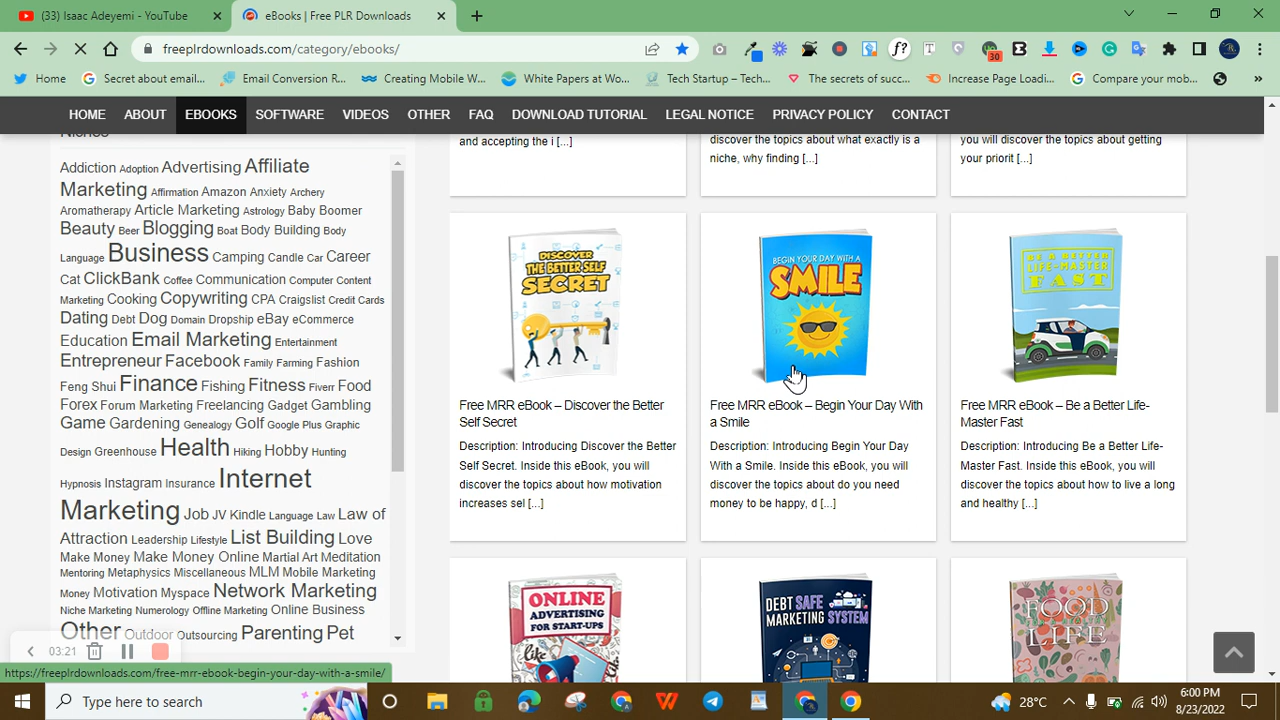 (33) Isaac Adeyemi - YouTube
eBooks | Free PLR Downloads
freeplrdownloads.com/category/ebooks/
f?
T
30
Home
Secret about email...
Email Conversion R...
Creating Mobile W...
White Papers at Wo...
Tech Startup – Tech...
The secrets of succ...
Increase Page Loadi...
Compare your mob...
HOME
ABOUT
EBOOKS
SOFTWARE
VIDEOS
OTHER
FAQ
DOWNLOAD TUTORIAL
LEGAL NOTICE
PRIVACY POLICY
CONTACT
Niches
Addiction Adoption Advertising Affiliate
Marketing Affirmation Amazon Anxiety Archery
Aromatherapy Article Marketing Astrology Baby Boomer
Beauty Beer Blogging Boat Body Building Body
Language Business Camping Candle Car Career
Cat ClickBank Coffee Communication Computer Content
Marketing Cooking Copywriting CPA Craigslist Credit Cards
Dating Debt Dog Domain Dropship eBay eCommerce
Education Email Marketing Entertainment
Entrepreneur Facebook Family Farming Fashion
Feng Shui Finance Fishing Fitness Fiverr Food
Forex Forum Marketing Freelancing Gadget Gambling
Game Gardening Genealogy Golf Google Plus Graphic
Design Greenhouse Health Hiking Hobby Hunting
Hypnosis Instagram Insurance Internet
Marketing Job JV Kindle Language Law Law of
Attraction Leadership Lifestyle List Building Love
Make Money Make Money Online Martial Art Meditation
Mentoring Metaphysics Miscellaneous MLM Mobile Marketing
Money Motivation Myspace Network Marketing
Niche Marketing Numerology Offline Marketing Online Business
Other Outdoor Outsourcing Parenting Pet
and accepting the i [...]
discover the topics about what exactly is a
niche, why finding [...]
you will discover the topics about getting
your priorit [...]
DISCOVER
THE BETTER SELF
SECRET
Free MRR eBook – Discover the Better
Self Secret
Description: Introducing Discover the Better
Self Secret. Inside this eBook, you will
discover the topics about how motivation
increases sel [...]
BEGIN YOUR DAY WITH A
SMILE
Free MRR eBook – Begin Your Day With
a Smile
Description: Introducing Begin Your Day
With a Smile. Inside this eBook, you will
discover the topics about do you need
money to be happy, d [...]
BE A BETTER
LIFE-MASTER
FAST
Free MRR eBook – Be a Better Life-
Master Fast
Description: Introducing Be a Better Life-
Master Fast. Inside this eBook, you will
discover the topics about how to live a long
and healthy [...]
ONLINE
ADVERTISING
FOR START-UPS
like
DEBT SAFE
MARKETING
SYSTEM
FOOD
LIFE
03:21
https://freeplrdownloads.com/free-mrr-ebook-begin-your-day-with-a-smile/
Type here to search
28°C
6:00 PM
8/23/2022